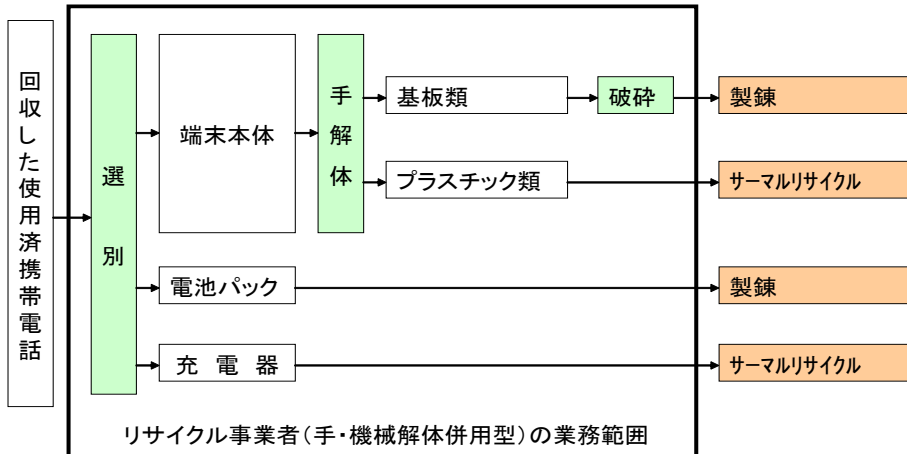 回収した使用済携帯電話
選別
端末本体
手解体
基板類
破砕
製錬
プラスチック類
サーマルリサイクル
電池パック
製錬
充電器
サーマルリサイクル
リサイクル事業者(手・機械解体併用型)の業務範囲